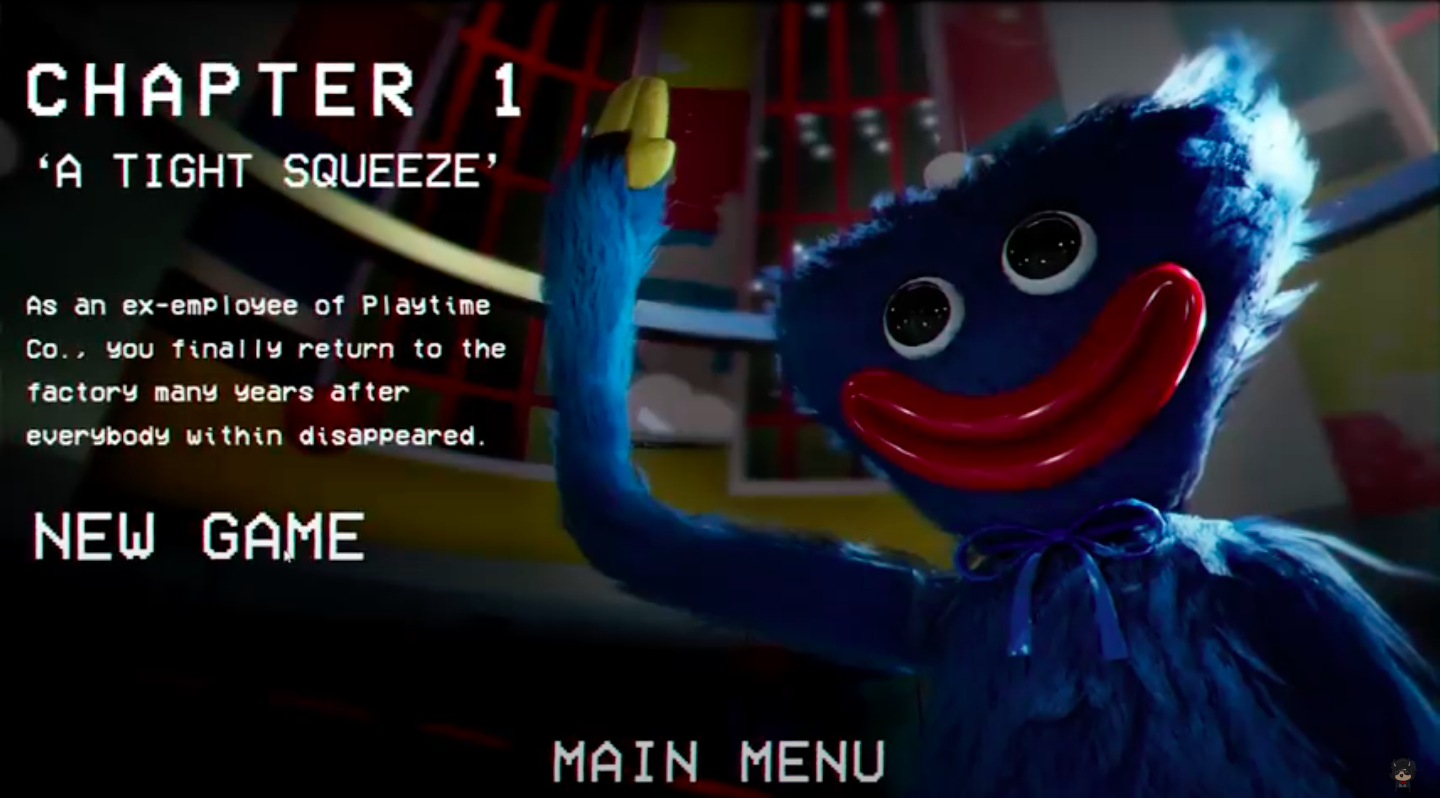 CHAPTER 1
‘A TIGHT SQUEEZE’
As an ex-employee of Playtime
Co., you finally return to the
factory many years after
everybody within disappeared.
NEW GAME
MAIN MENU